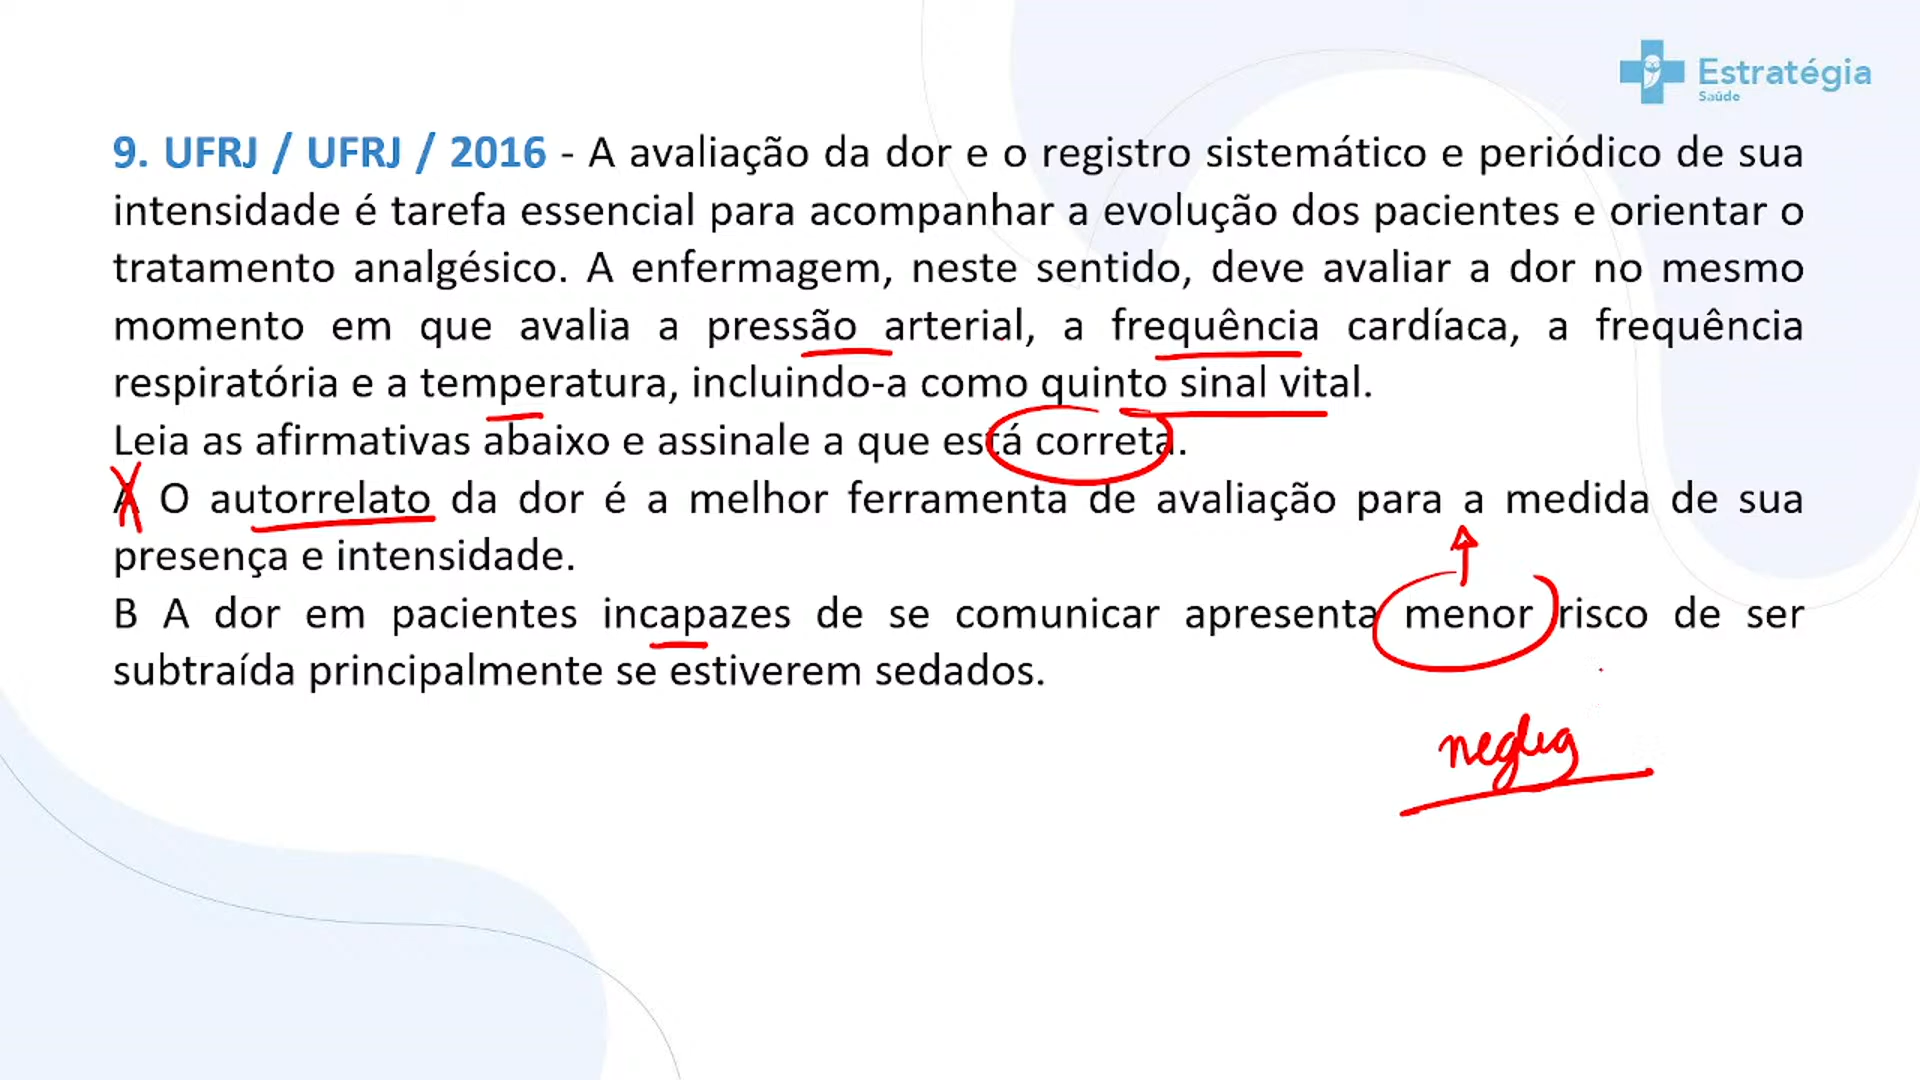 Estratégia
Saúde
9. UFRJ / UFRJ / 2016 - A avaliação da dor e o registro sistemático e periódico de sua
intensidade é tarefa essencial para acompanhar a evolução dos pacientes e orientar o
tratamento analgésico. A enfermagem, neste sentido, deve avaliar a dor no mesmo
momento em que avalia a pressão arterial, a frequência cardíaca, a frequência
respiratória e a temperatura, incluindo-a como quinto sinal vital.
Leia as afirmativas abaixo e assinale a que está correta.
A O autorrelato da dor é a melhor ferramenta de avaliação para a medida de sua
presença e intensidade.
B A dor em pacientes incapazes de se comunicar apresenta menor risco de ser
subtraída principalmente se estiverem sedados.
neglig